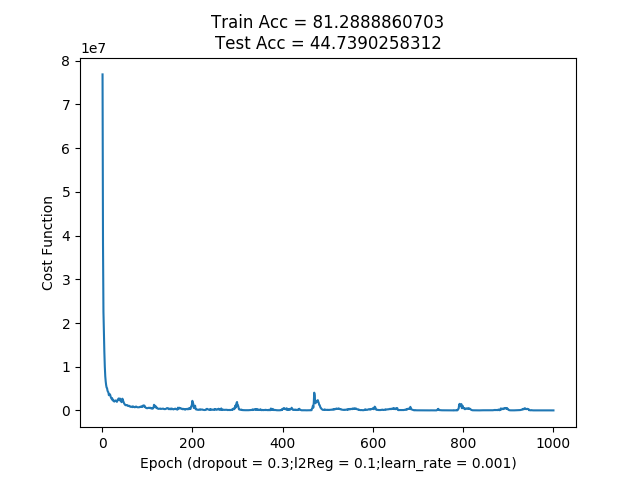 Train Acc = 81.2888860703
Test Acc = 44.7390258312
1e7
8
7
6
5
4
3
2
1
0
Cost Function
0 200 400 600 800 1000
Epoch (dropout = 0.3;l2Reg = 0.1;learn_rate = 0.001)